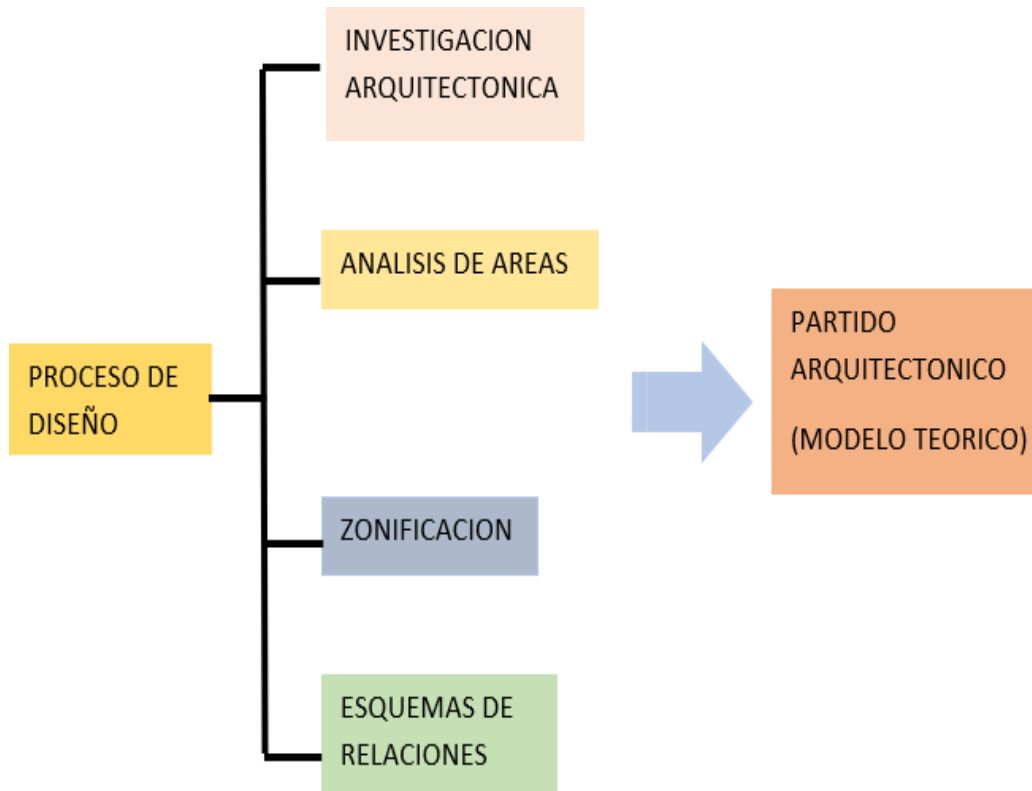 INVESTIGACION
ARQUITECTONICA
ANALISIS DE AREAS
PROCESO DE
DISEÑO
ZONIFICACION
ESQUEMAS DE
RELACIONES
PARTIDO
ARQUITECTONICO
(MODELO TEORICO)